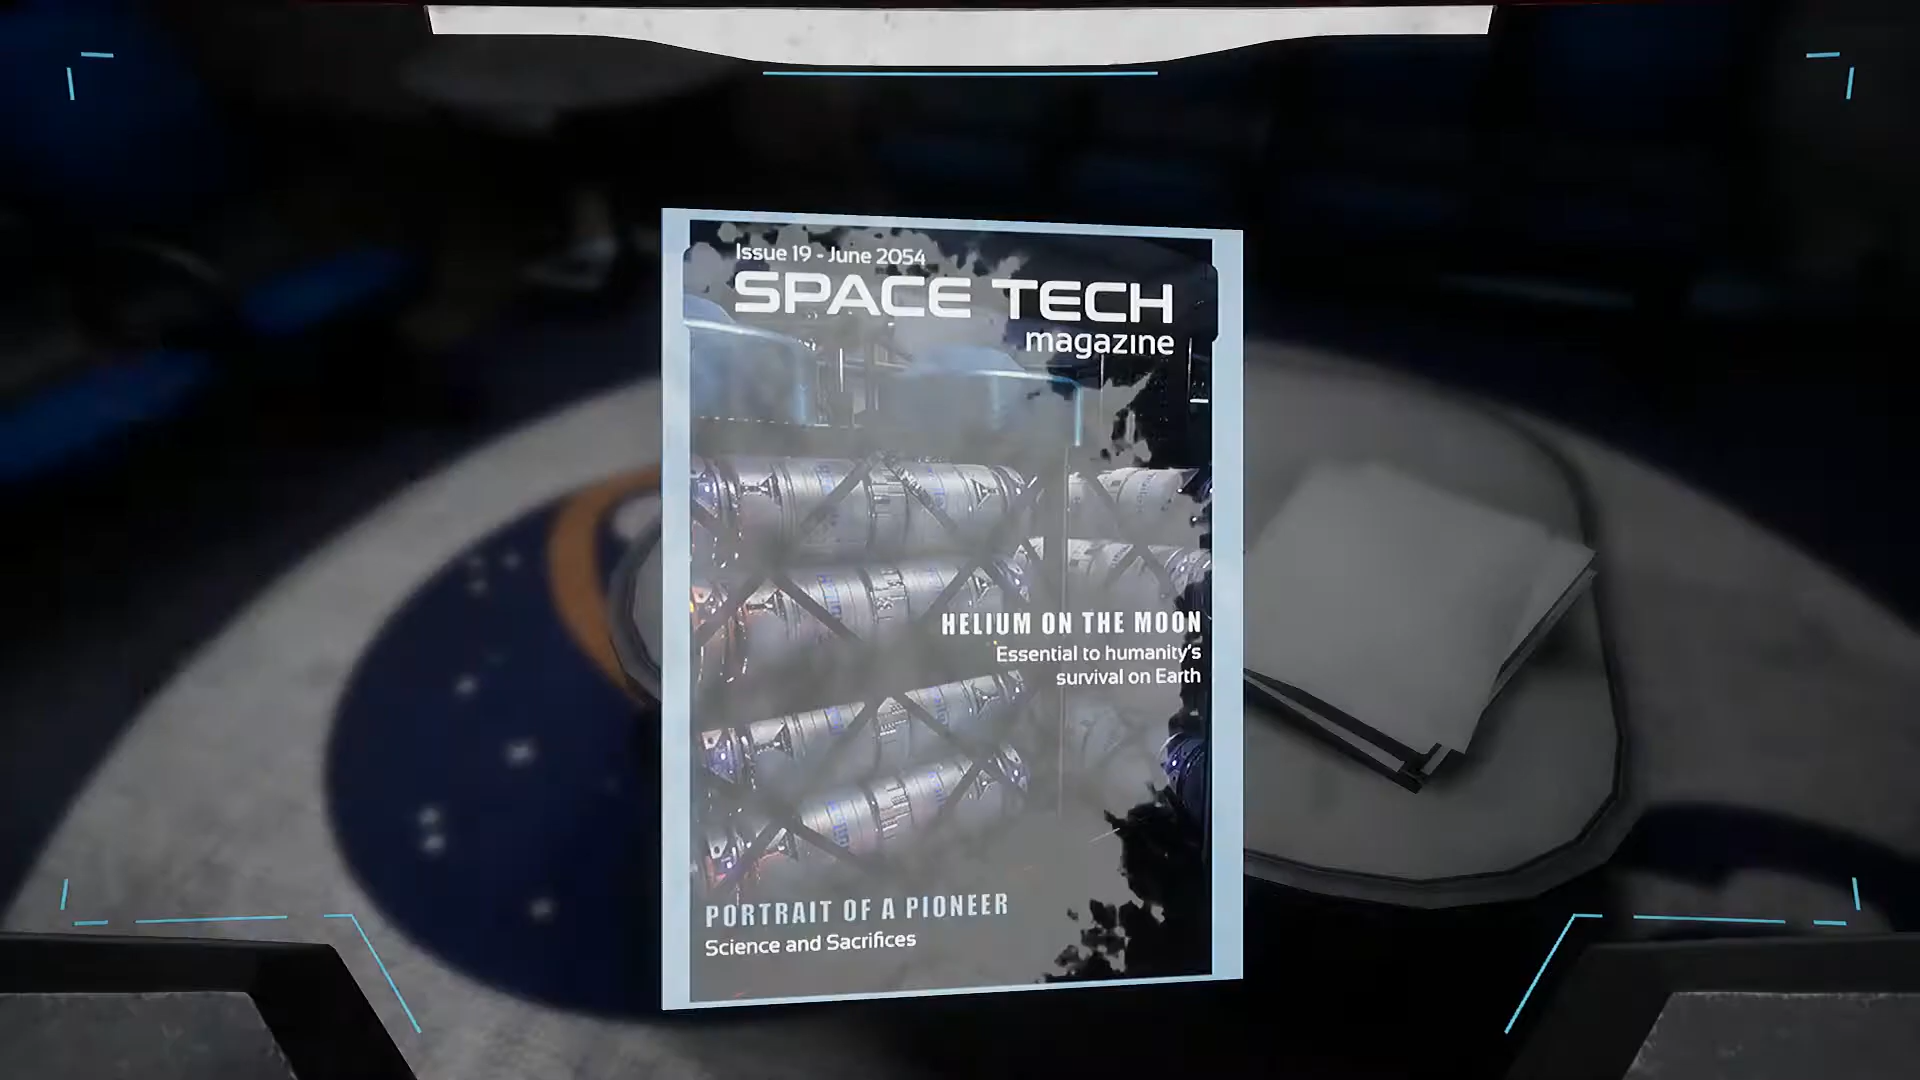 Issue 19 - June 2054
SPACE TECH
magazine
HELIUM ON THE MOON
Essential to humanity's
survival on Earth
PORTRAIT OF A PIONEER
Science and Sacrifices